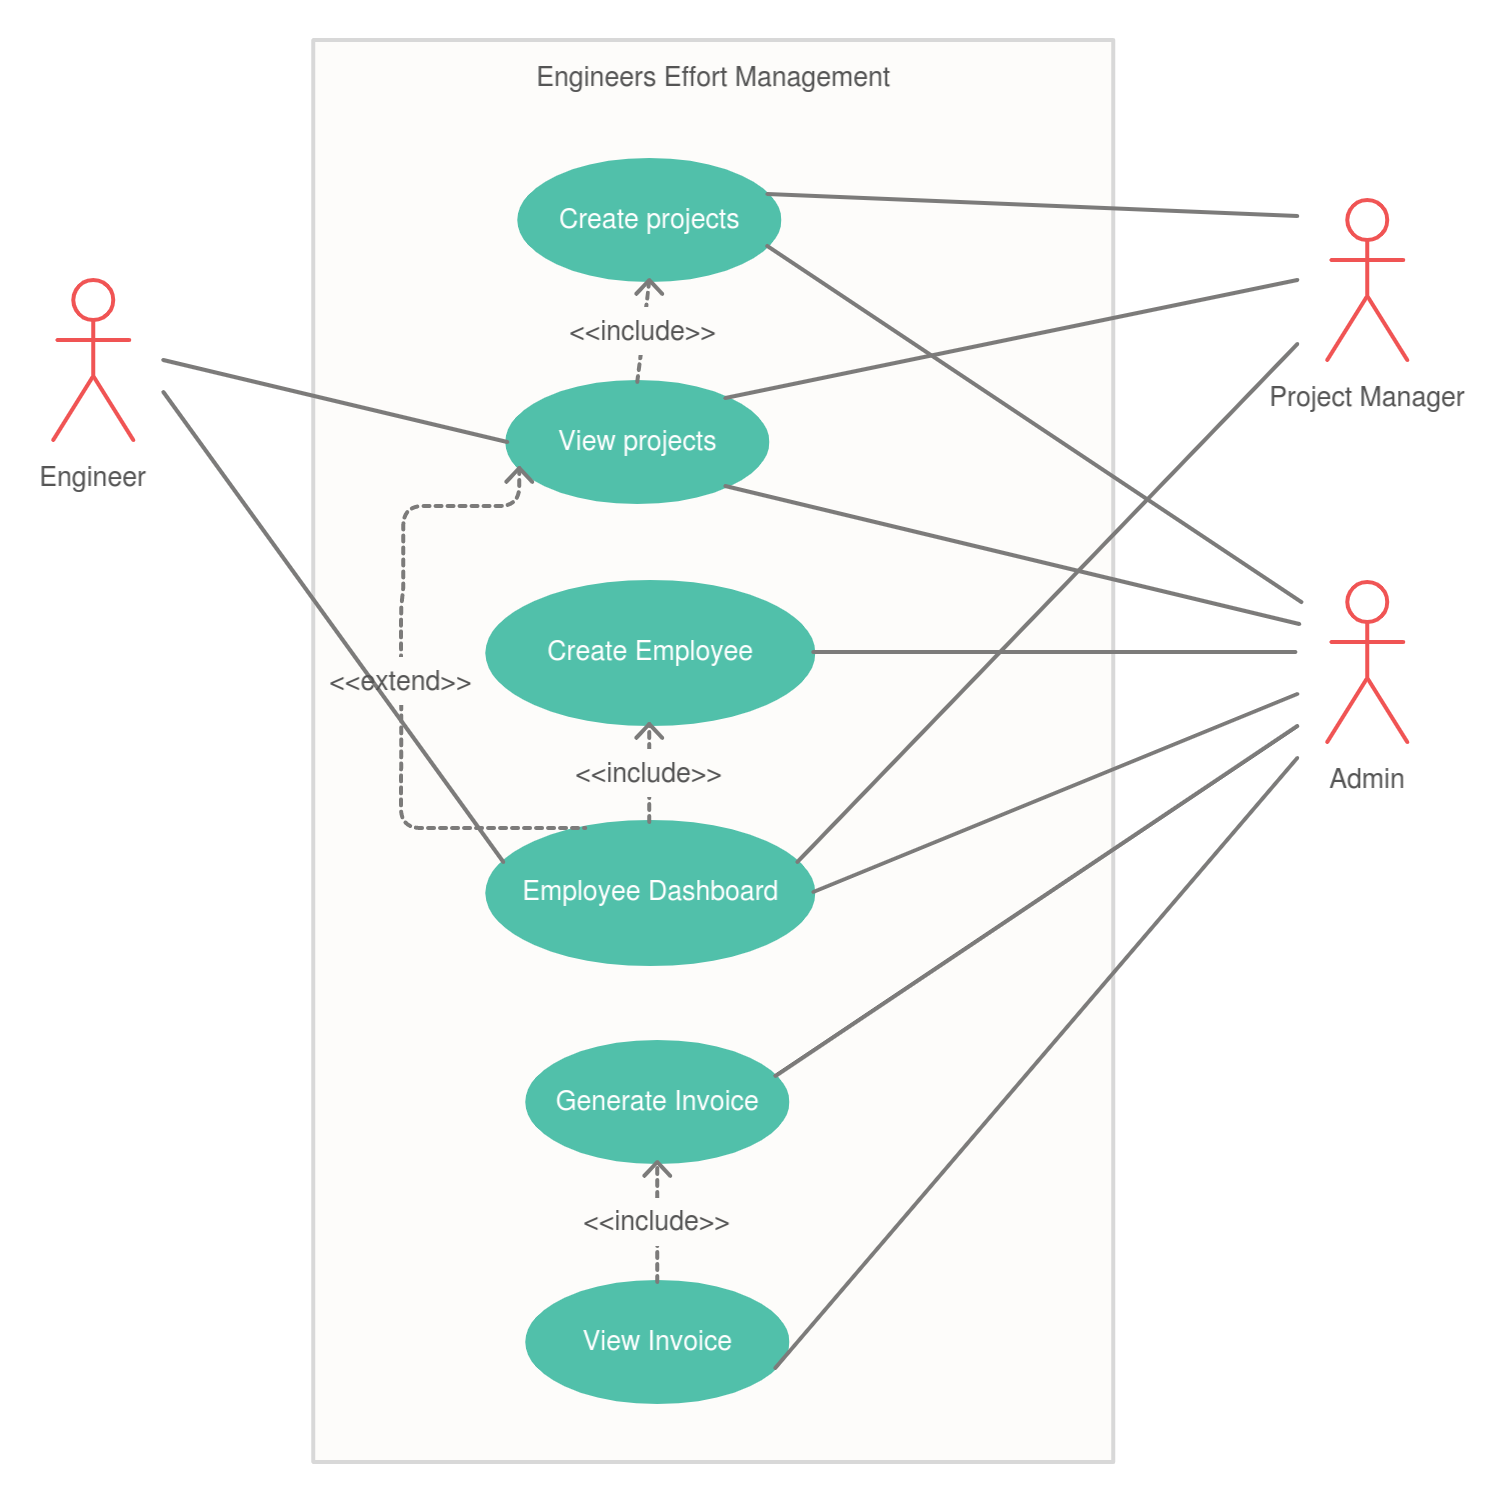 Engineers Effort Management
Create projects
<<include>>
Project Manager
View projects
Engineer
Create Employee
<<extend>>
<<include>>
Admin
Employee Dashboard
Generate Invoice
<<include>>
View Invoice